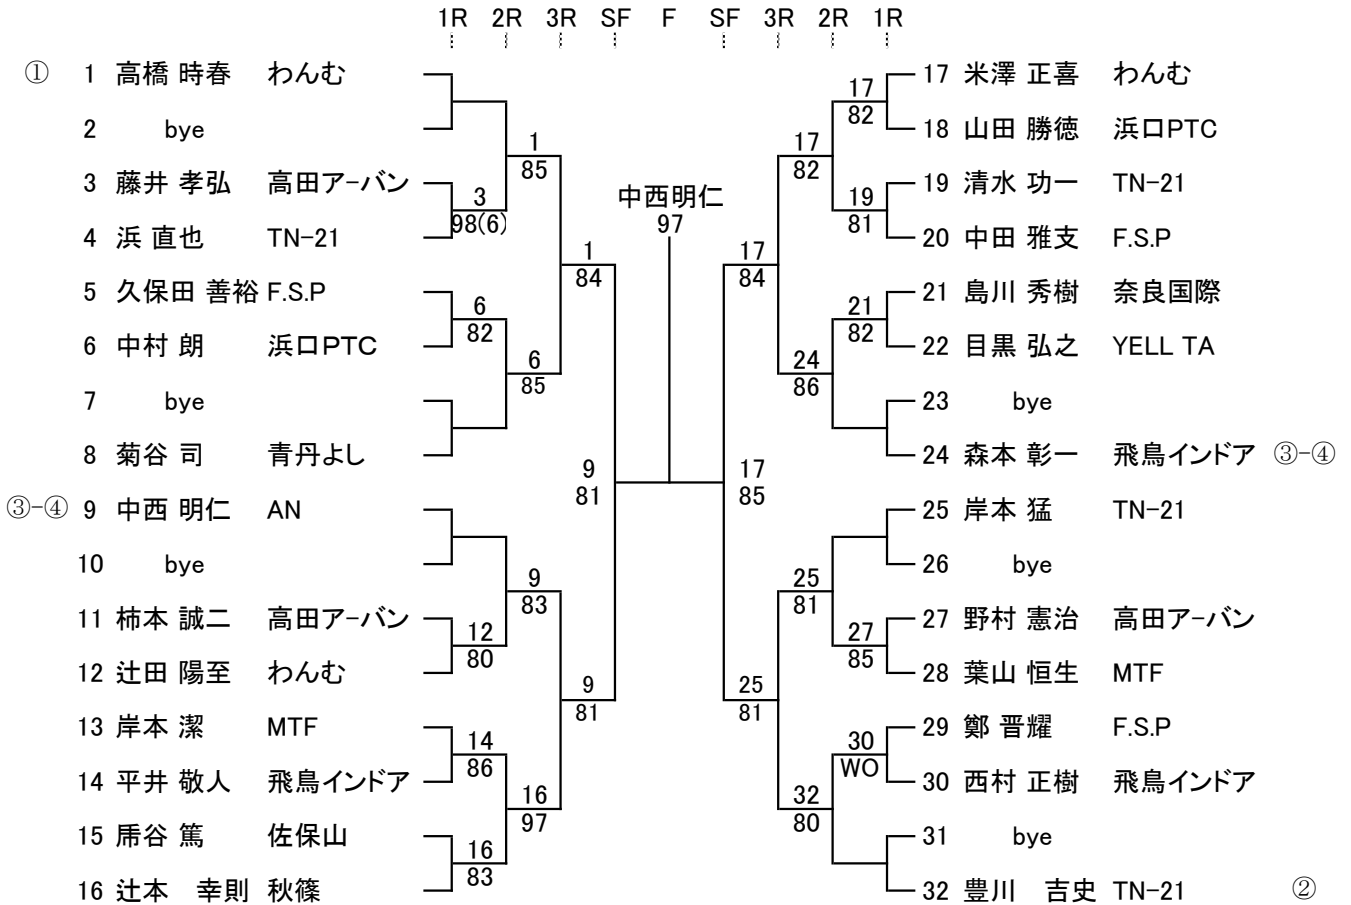 1R 2R 3R SF F SF 3R 2R 1R
① 1 高橋 時春 わんむ
2 bye
3 藤井 孝弘 高田アーバン
4 浜 直也 TN-21
5 久保田 善裕 F.S.P
6 中村 朗 浜口PTC
7 bye
8 菊谷 司 青丹よし
③-④ 9 中西 明仁 AN
10 bye
11 柿本 誠二 高田アーバン
12 辻田 陽至 わんむ
13 岸本 潔 MTF
14 平井 敬人 飛鳥インドア
15 谷 篤 佐保山
16 辻本 幸則 秋篠
3
98(6)
6
82
12
80
14
86
16
83
1
85
6
85
9
83
16
97
1
84
9
81
9
81
中西明仁
97
17
85
17
84
25
81
17
82
24
86
25
81
32
80
17
82
19
81
21
82
27
85
30
WO
17 米澤 正喜 わんむ
18 山田 勝徳 浜口PTC
19 清水 功一 TN-21
20 中田 雅支 F.S.P
21 島川 秀樹 奈良国際
22 目黒 弘之 YELL TA
23 bye
24 森本 彰一 飛鳥インドア ③-④
25 岸本 猛 TN-21
26 bye
27 野村 憲治 高田アーバン
28 葉山 恒生 MTF
29 鄭 晋耀 F.S.P
30 西村 正樹 飛鳥インドア
31 bye
32 豊川 吉史 TN-21 ②